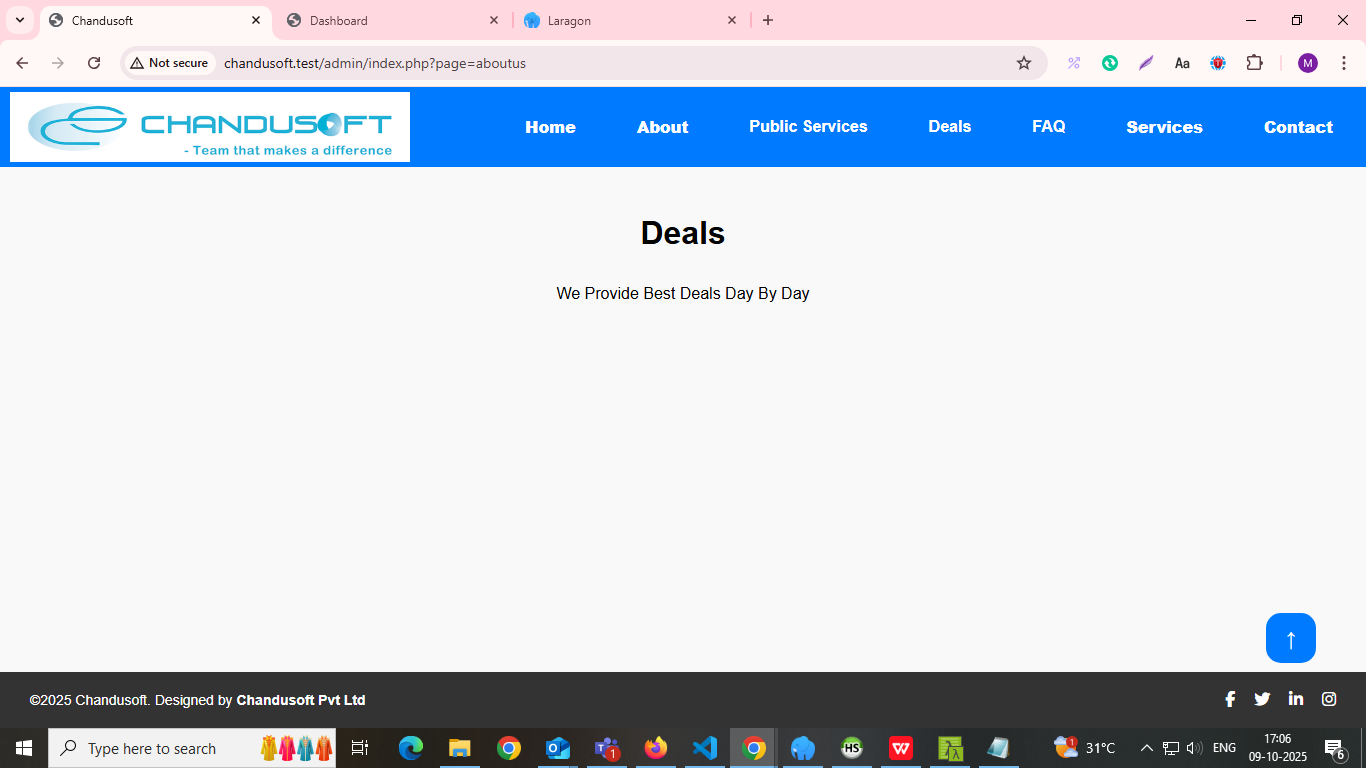 Chandusoft
Dashboard
Laragon
Not secure
chandusoft.test/admin/index.php?page=aboutus
Aa
M
CHANDUSOFT
- Team that makes a difference
Home
About
Public Services
Deals
FAQ
Services
Contact
Deals
We Provide Best Deals Day By Day
↑
©2025 Chandusoft. Designed by Chandusoft Pvt Ltd
Type here to search
1
HS
W
1
31°C
ENG
17:06
09-10-2025
6